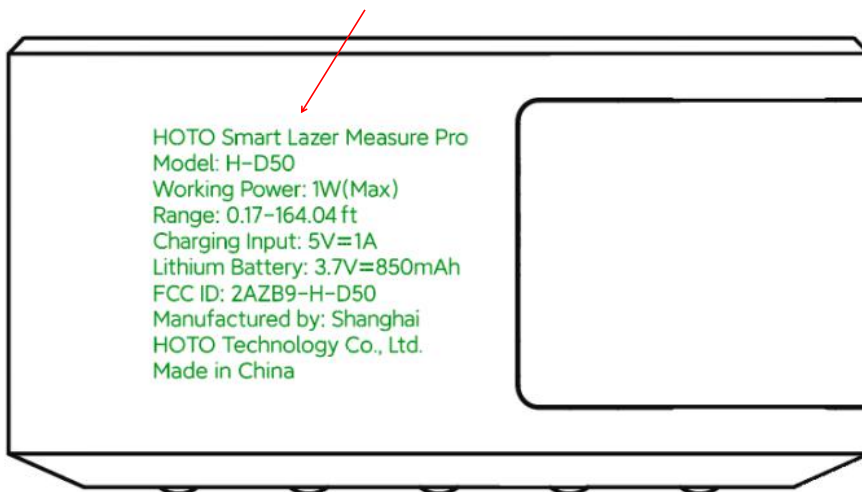 HOTO Smart Lazer Measure Pro
Model: H-D50
Working Power: 1W(Max)
Range: 0.17-164.04 ft
Charging Input: 5V=1A
Lithium Battery: 3.7V=850mAh
FCC ID: 2AZB9-H-D50
Manufactured by: Shanghai
HOTO Technology Co., Ltd.
Made in China